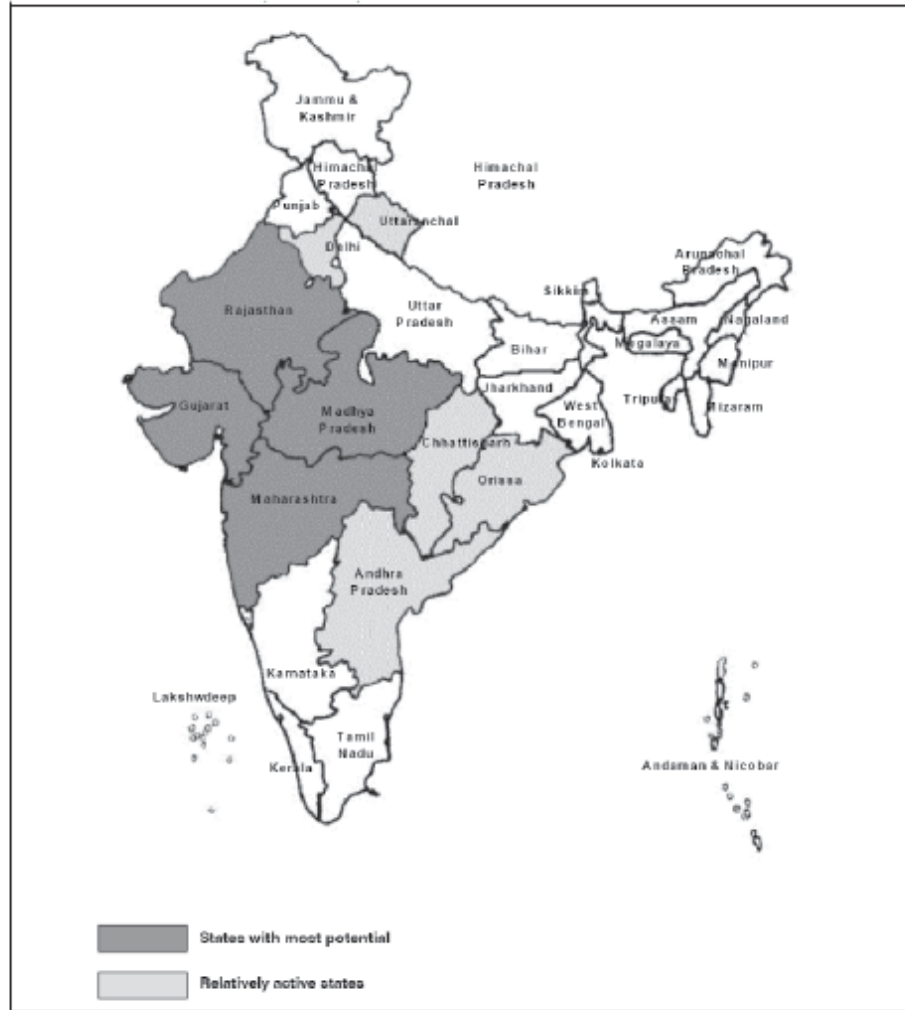 Jammu &
Kashmir
Himachal
Pradesh
Himachal
Pradesh
Punjab
Uttaranchal
Delhi
Arunachal
Pradesh
Sikkim
Rajasthan
Uttar
Pradesh
Assam
Nagaland
Bihar
Megalaya
Manipur
Jharkhand
Gujarat
Madhya
Pradesh
West
Bengal
Tripura
Mizaram
Chhattisgarh
Kolkata
Orissa
Maharashtra
Andhra
Pradesh
Karnataka
Lakshwdeep
Tamil
Nadu
Kerala
Andaman & Nicobar
States with most potential
Relatively active states